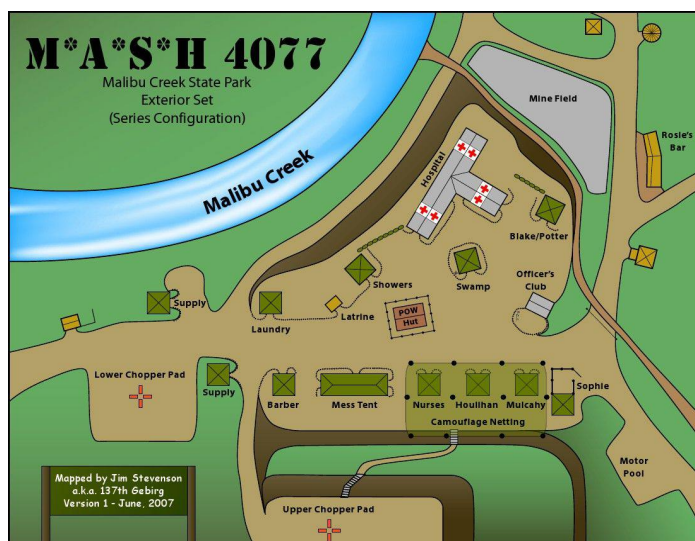 M*A*S*H 4077
Malibu Creek State Park
Exterior Set
(Series Configuration)
Malibu Creek
Mine Field
Rosie's
Bar
Hospital
Blake/Potter
Showers
Swamp
Officer's
Club
Supply
Laundry
Latrine
POW
Hut
Lower Chopper Pad
Supply
Barber
Mess Tent
Nurses
Houlihan
Mulcahy
Sophie
Camouflage Netting
Motor
Pool
Mapped by Jim Stevenson
a.k.a. 137th Gebirg
Version 1 - June, 2007
Upper Chopper Pad